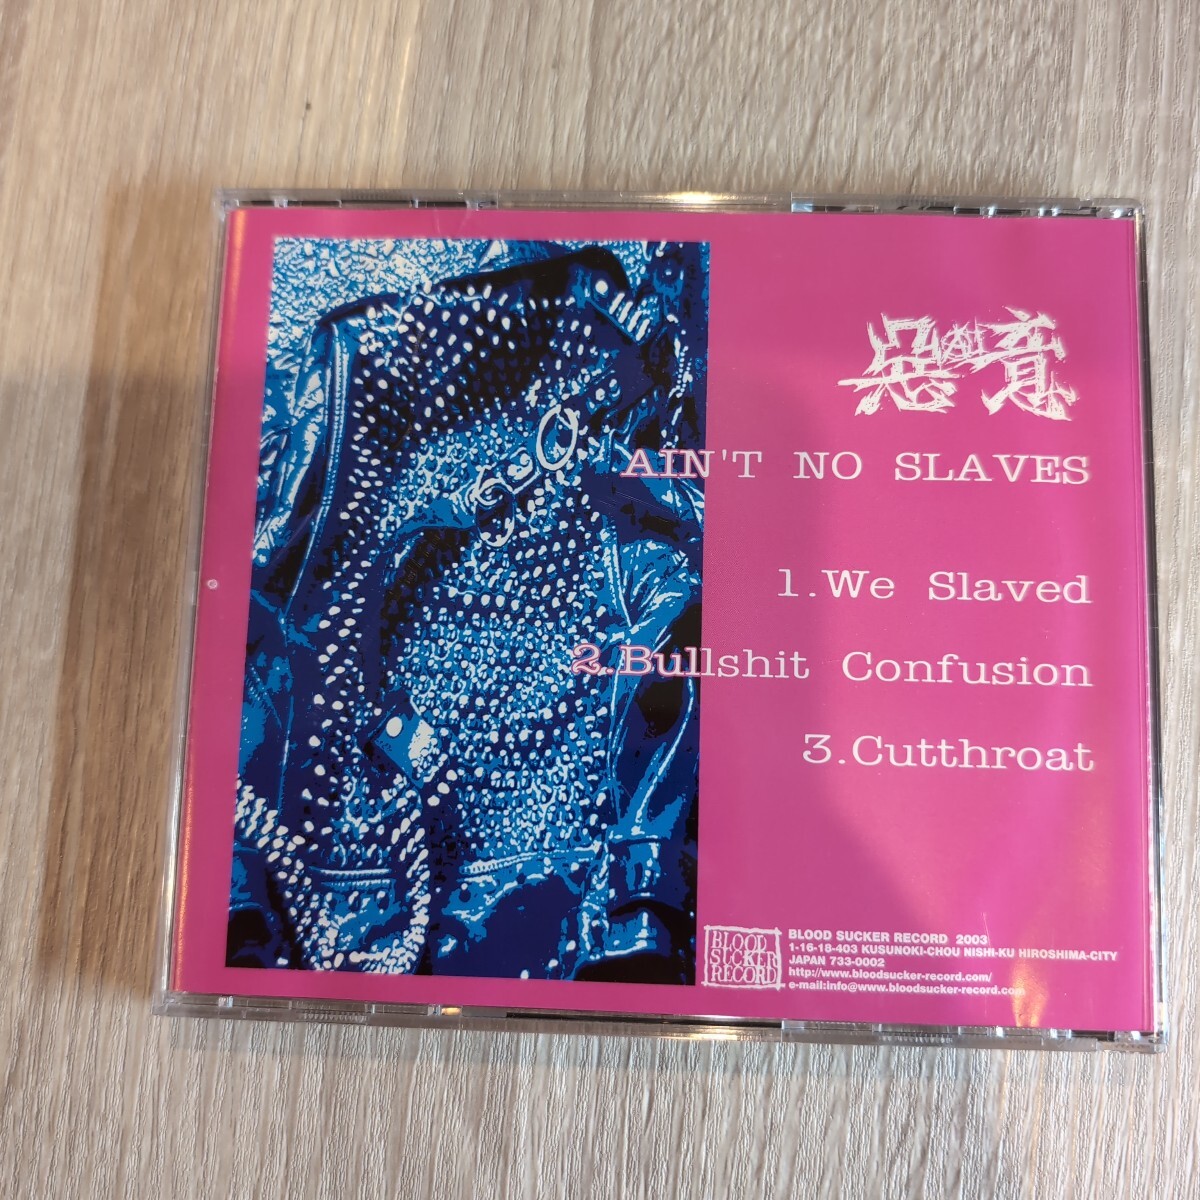 悪意
AIN'T NO SLAVES
1.We Slaved
2.Bullshit Confusion
3.Cutthroat
BLOOD
SUCKER
RECORD
BLOOD SUCKER RECORD 2003
1-16-18-403 KUSUNOKI-CHOU NISHI-KU HIROSHIMA-CITY
JAPAN 733-0002
http://www.bloodsucker-record.com/
e-mail:info@www.bloodsucker-record.com